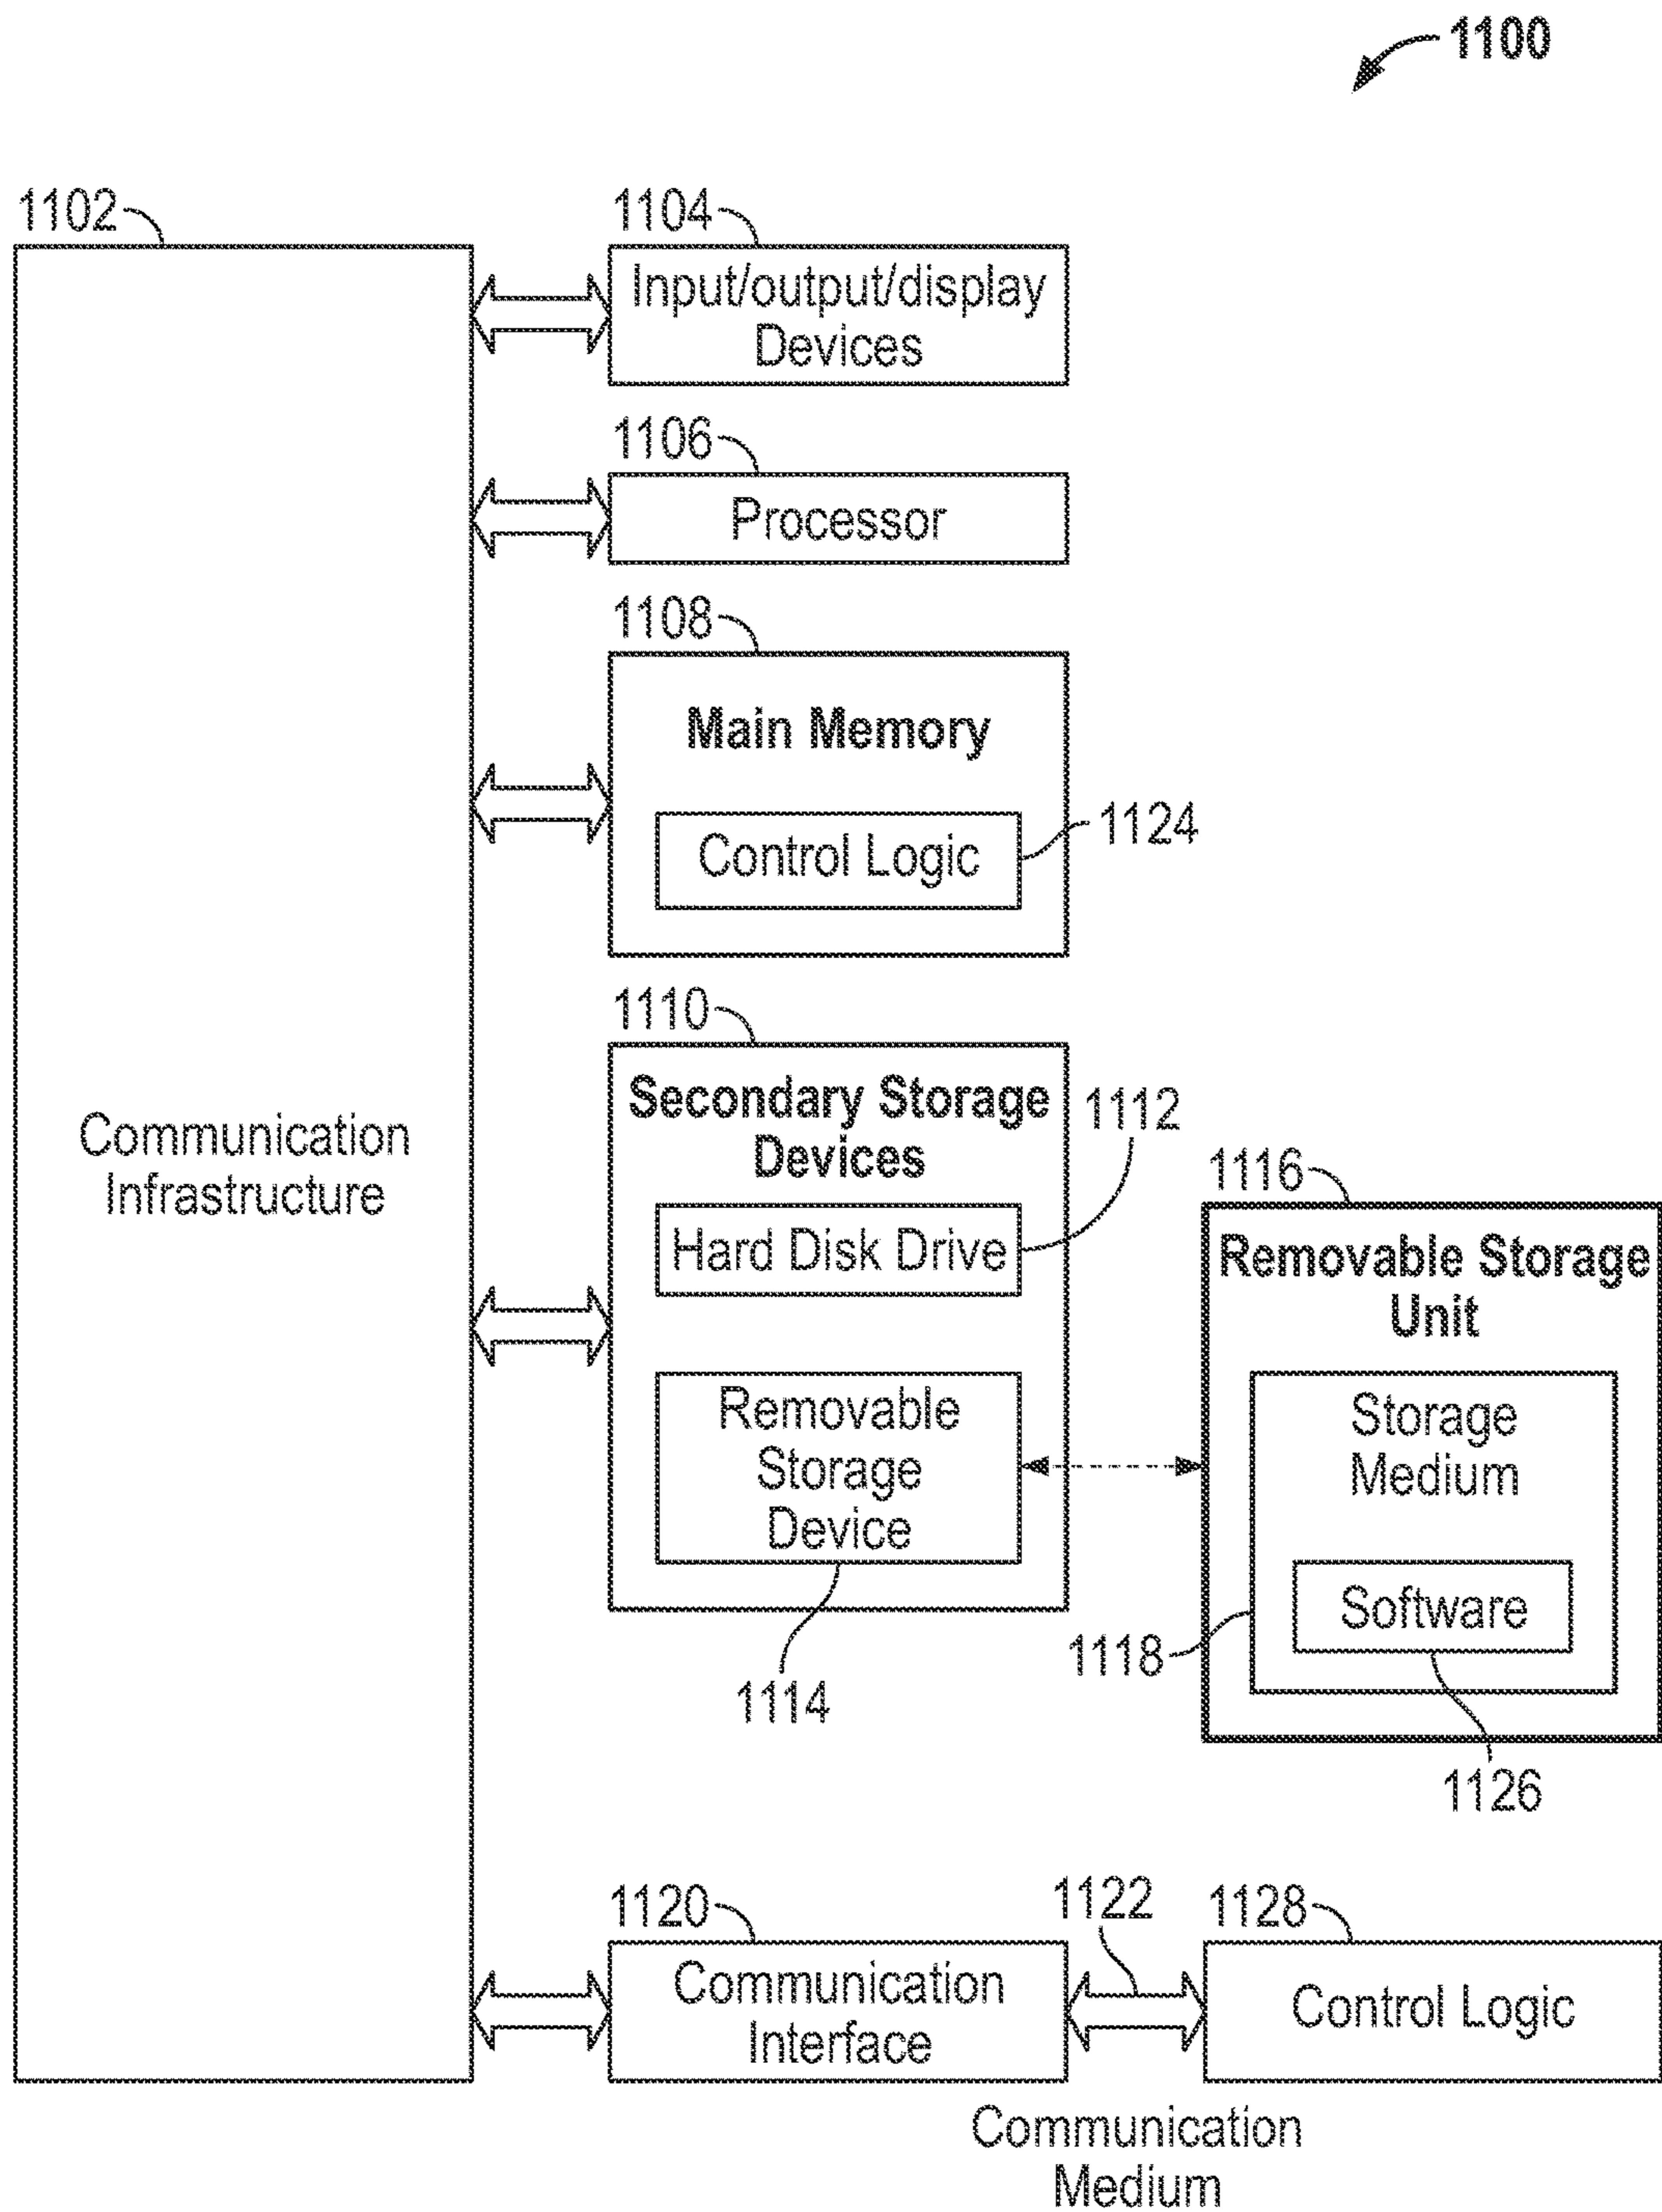 1100
1102
1104
Input/output/display
Devices
1106
Processor
1108
Main Memory
Control Logic
1124
Communication
Infrastructure
1110
Secondary Storage
Devices
1112
Hard Disk Drive
Removable
Storage
Device
1114
1116
Removable Storage
Unit
Storage
Medium
Software
1118
1126
1120
Communication
Interface
1122
1128
Control Logic
Communication
Medium